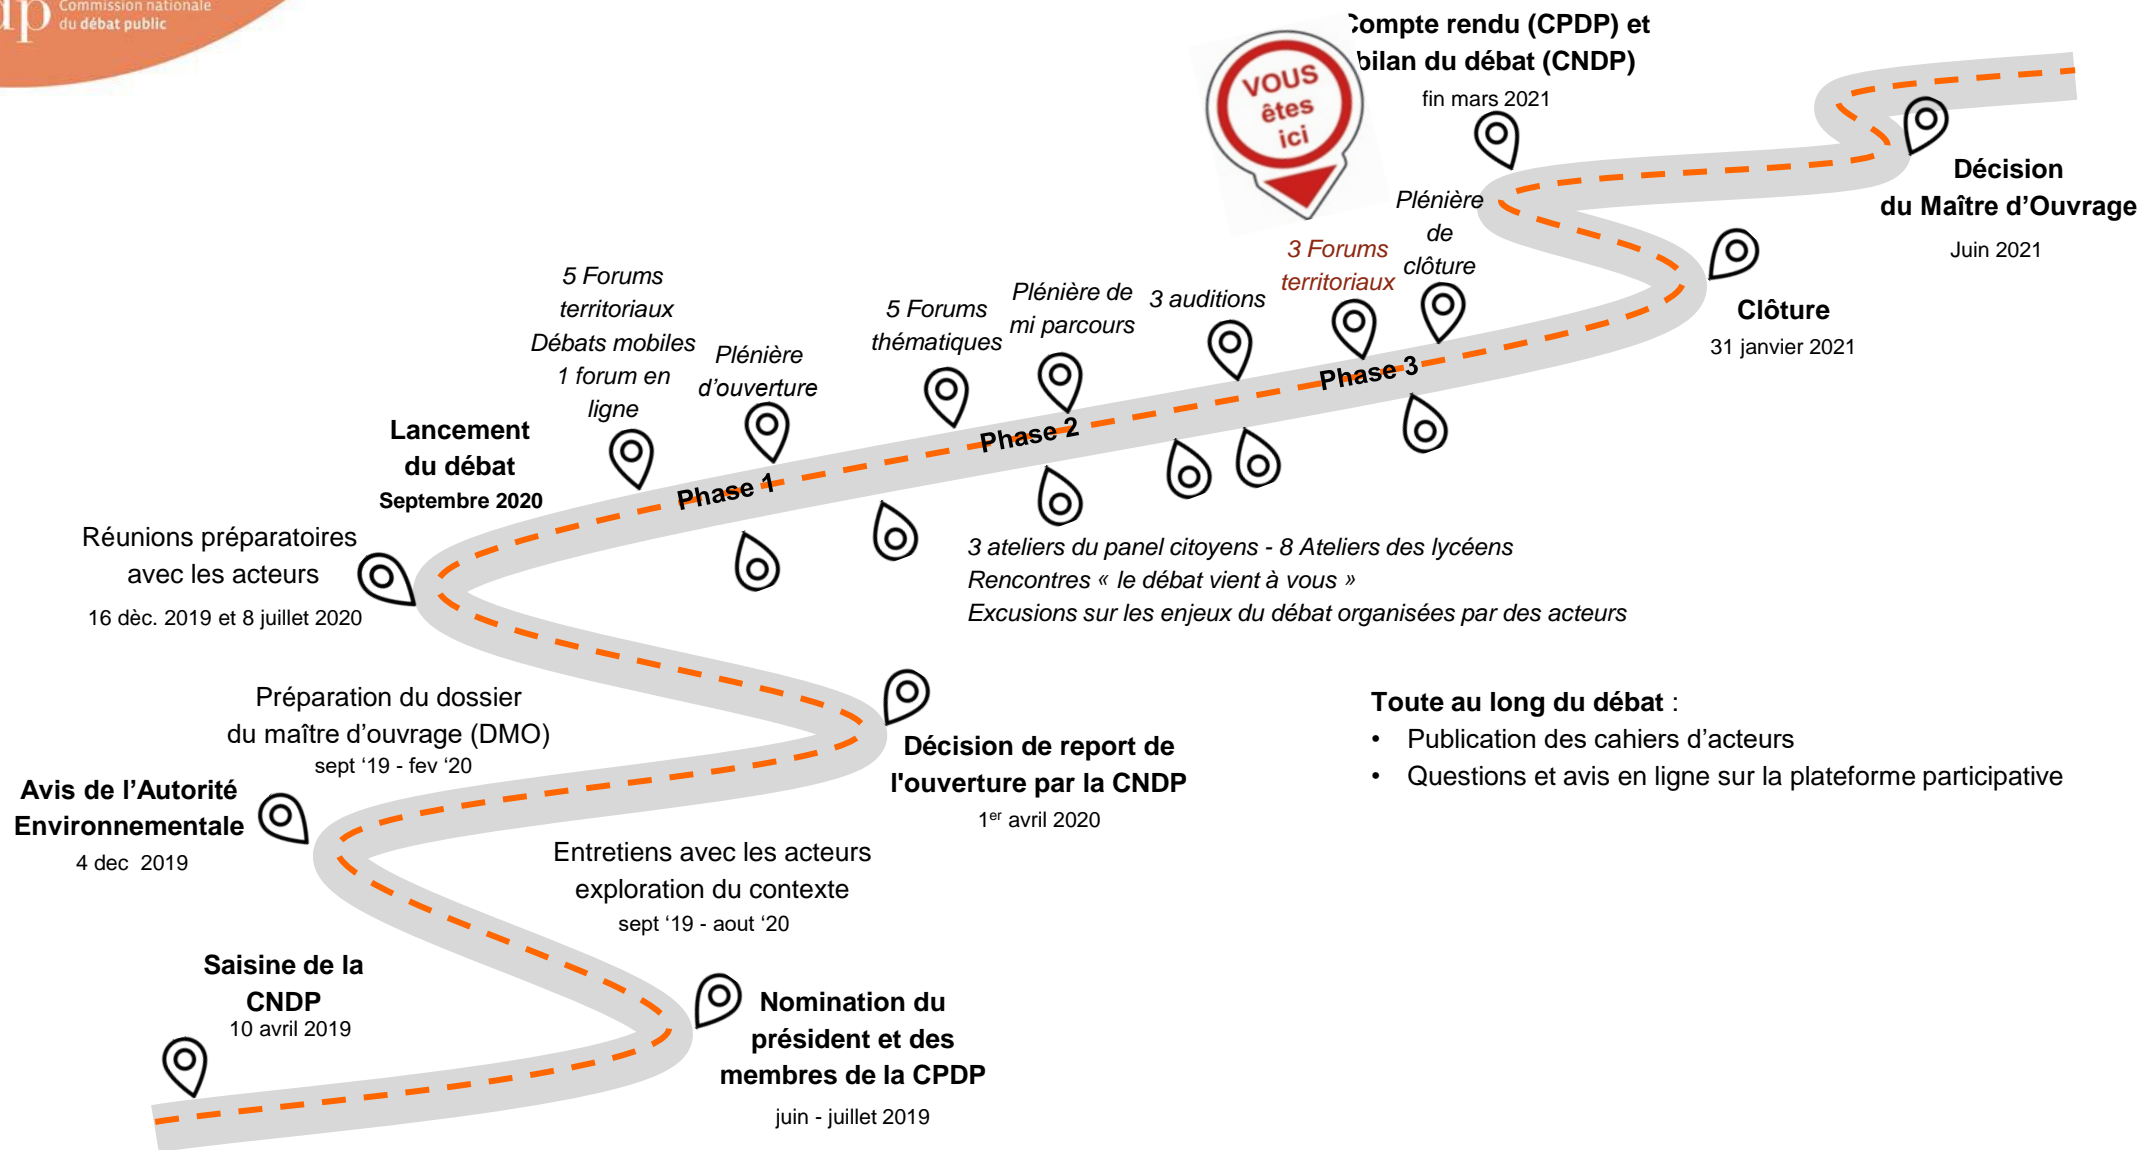 Commission nationale
du débat public
Compte rendu (CPDP) et
bilan du débat (CNDP)
fin mars 2021
VOUS
êtes
ici
Décision
du Maître d'Ouvrage
Juin 2021
Plénière
de
clôture
3 Forums
territoriaux
Clôture
31 janvier 2021
5 Forums
territoriaux
Débats mobiles
1 forum en
ligne
Plénière
d'ouverture
5 Forums
thématiques
Plénière de
mi parcours
3 auditions
Phase 1
Phase 2
Phase 3
Lancement
du débat
Septembre 2020
Réunions préparatoires
avec les acteurs
16 dèc. 2019 et 8 juillet 2020
3 ateliers du panel citoyens - 8 Ateliers des lycéens
Rencontres « le débat vient à vous »
Excusions sur les enjeux du débat organisées par des acteurs
Préparation du dossier
du maître d'ouvrage (DMO)
sept ‘19 - fev ‘20
Décision de report de
l'ouverture par la CNDP
1er avril 2020
Toute au long du débat :
• Publication des cahiers d'acteurs
• Questions et avis en ligne sur la plateforme participative
Avis de l'Autorité
Environnementale
4 dec 2019
Entretiens avec les acteurs
exploration du contexte
sept ‘19 - aout ‘20
Saisine de la
CNDP
10 avril 2019
Nomination du
président et des
membres de la CPDP
juin - juillet 2019